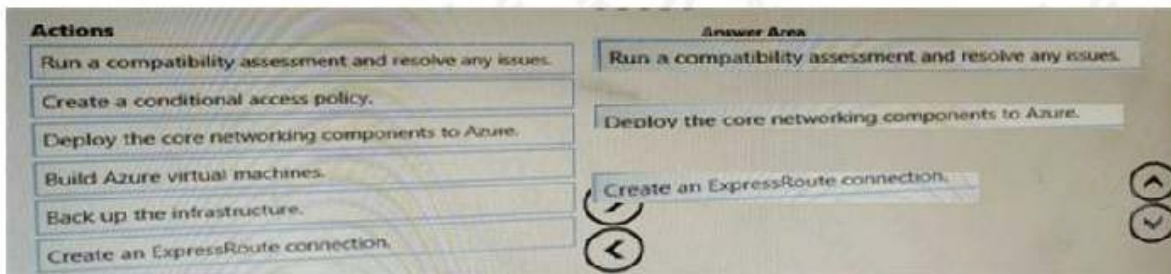 Actions
Run a compatibility assessment and resolve any issues.
Create a conditional access policy.
Deploy the core networking components to Azure.
Build Azure virtual machines.
Back up the infrastructure.
Create an ExpressRoute connection.
Answer Area
Run a compatibility assessment and resolve any issues.
Deploy the core networking components to Azure.
Create an ExpressRoute connection.